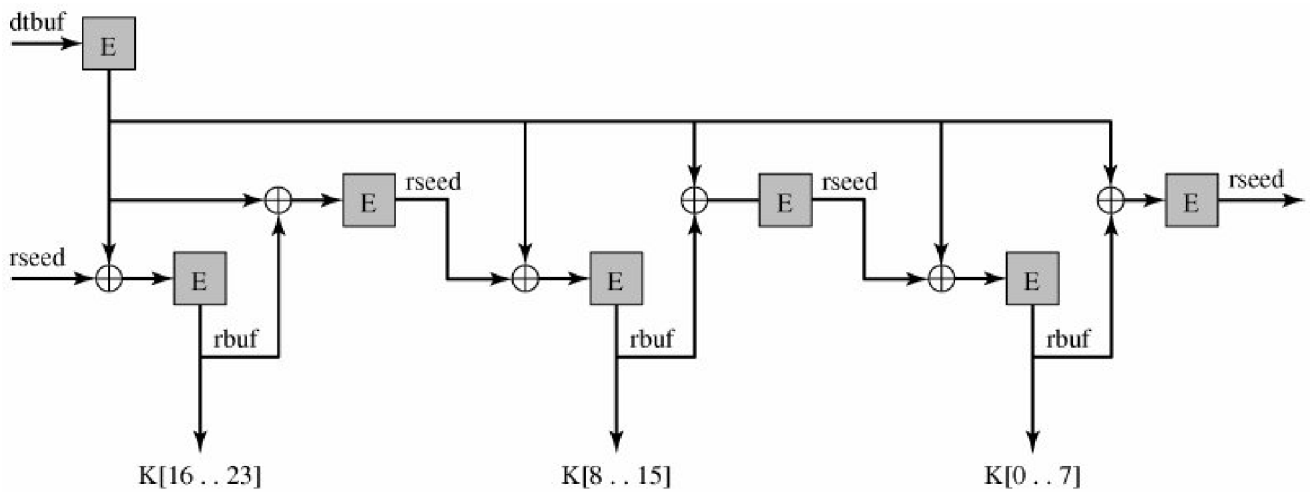 dtbuf
E
E
rseed
E
rseed
E
rseed
rseed
E
E
E
rbuf
rbuf
rbuf
K[16 . . 23]
K[8 . . 15]
K[0 . . 7]